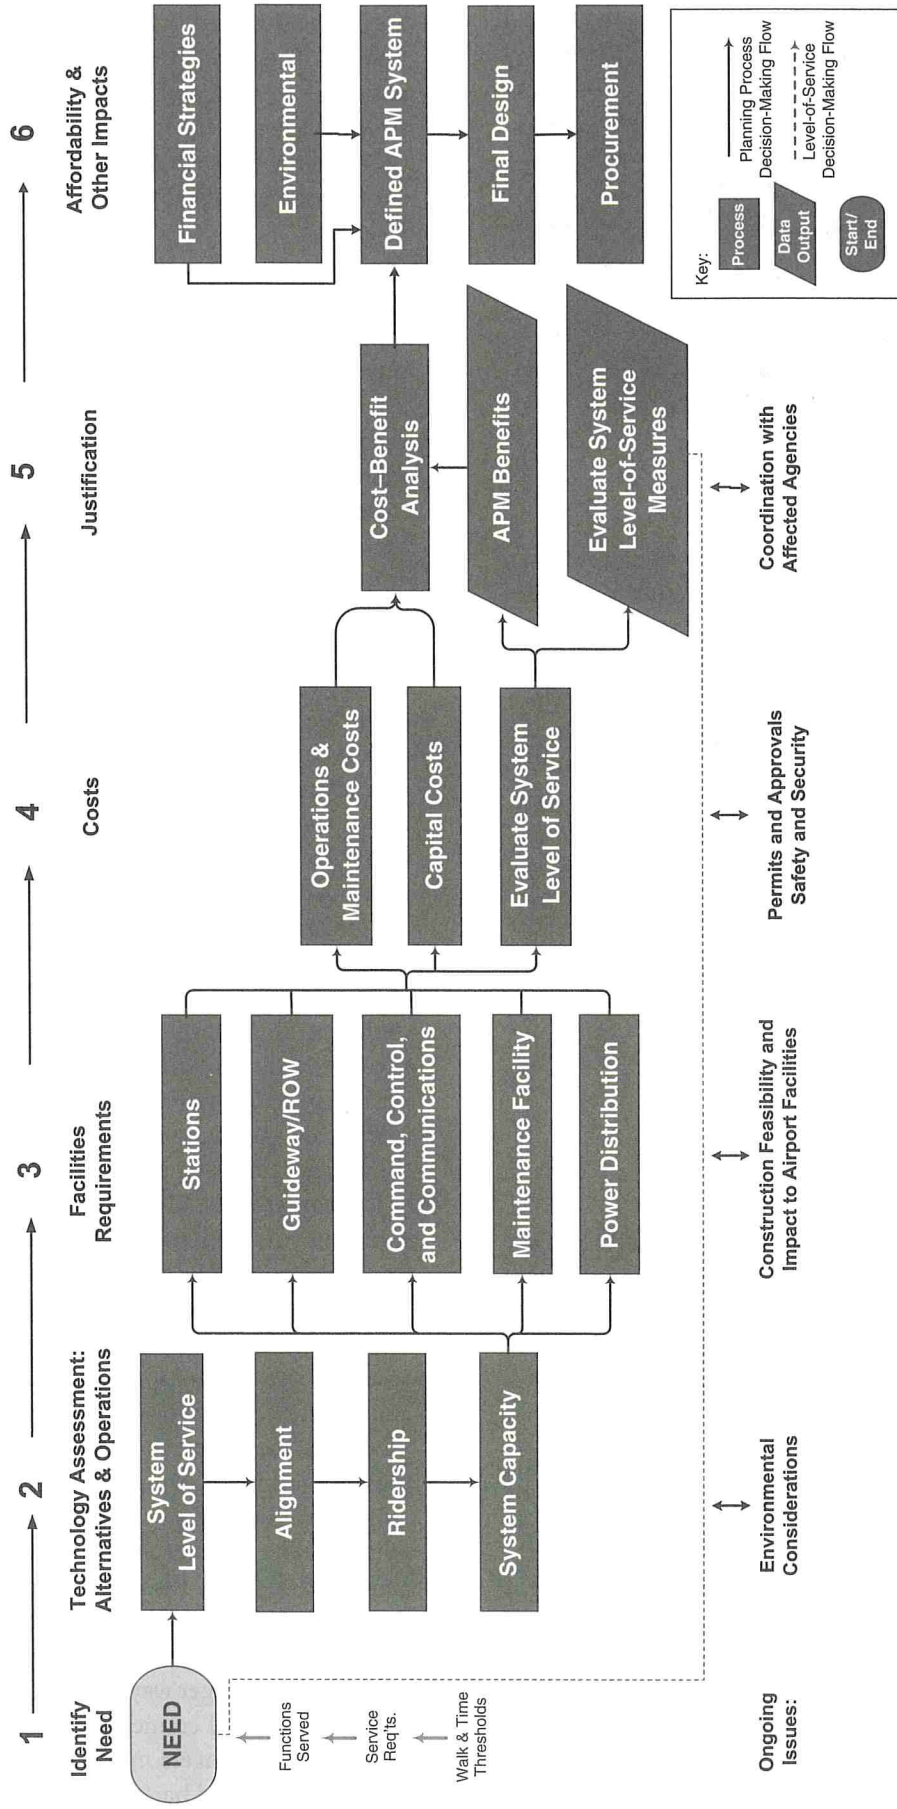 1
2
3
4
5
6
Identify
Need
Technology Assessment:
Alternatives & Operations
Facilities
Requirements
Costs
Justification
Affordability &
Other Impacts
NEED
Functions
Served
Service
Req'ts.
Walk & Time
Thresholds
System
Level of Service
Alignment
Ridership
System Capacity
Stations
Guideway/ROW
Command, Control,
and Communications
Maintenance Facility
Power Distribution
Operations &
Maintenance Costs
Capital Costs
Evaluate System
Level of Service
Cost–Benefit
Analysis
APM Benefits
Evaluate System
Level-of-Service
Measures
Financial Strategies
Environmental
Defined APM System
Final Design
Procurement
Ongoing
Issues:
Environmental
Considerations
Construction Feasibility and
Impact to Airport Facilities
Permits and Approvals
Safety and Security
Coordination with
Affected Agencies
Key:
Process
Data
Output
Start/
End
Planning Process
Decision-Making Flow
Level-of-Service
Decision-Making Flow